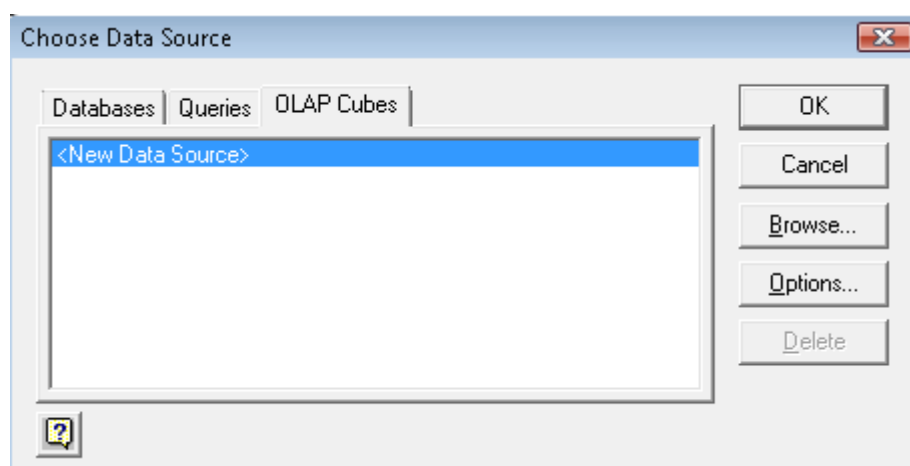 Choose Data Source
Databases Queries OLAP Cubes
<New Data Source>
OK
Cancel
Browse...
Options...
Delete
?